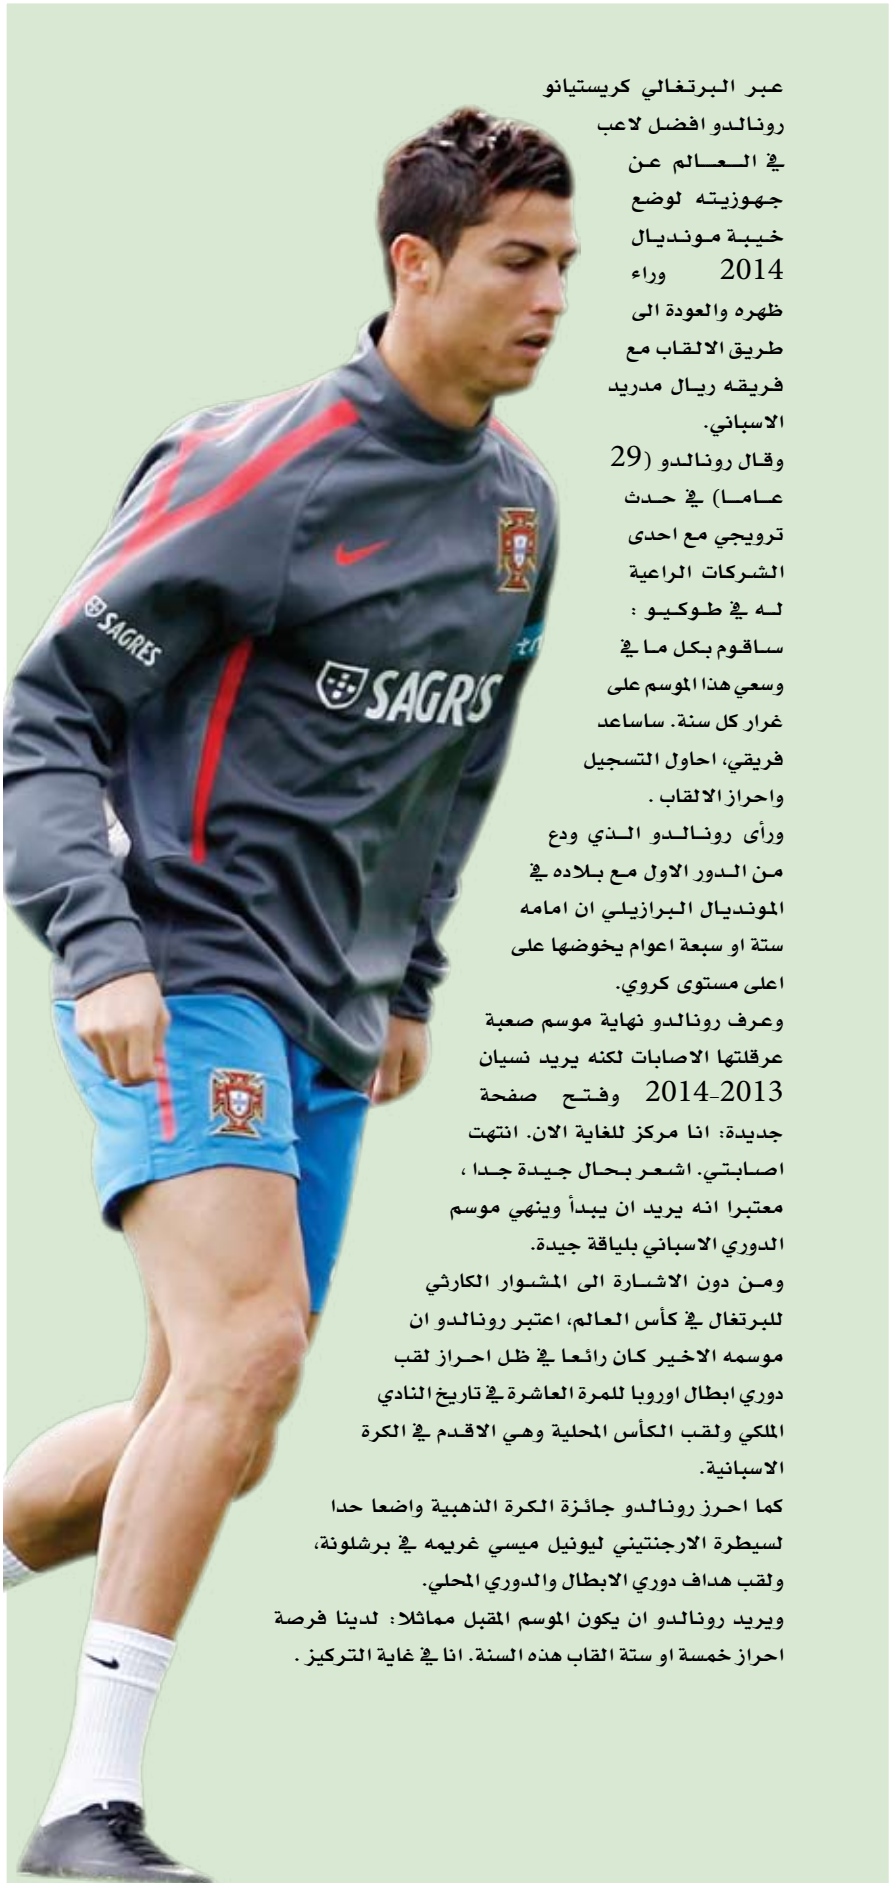 عبر البرتغالي كريستيانو
رونالدو افضل لاعب
في العالم عن
جهوزيته لوضع
خيبة مونديال
2014 وراء
ظهره والعودة الى
طريق الالقاب مع
فريقه ريال مدريد
الاسباني.
وقال رونالدو (29
عاما) في حدث
ترويجي مع احدى
الشركات الراعية
له في طوكيو :
ساقوم بكل ما في
وسعي هذا الموسم على
غرار كل سنة. ساساعد
فريقي، احاول التسجيل
واحراز الالقاب .
ورأى رونالدو الذي ودع
من الدور الاول مع بلاده في
المونديال البرازيلي ان امامه
ستة او سبعة اعوام يخوضها على
اعلى مستوى كروي.
وعرف رونالدو نهاية موسم صعبة
عرقلتها الاصابات لكنه يريد نسيان
2013-2014 وفتح صفحة
جديدة: انا مركز للغاية الان. انتهت
اصابتي. اشعر بحال جيدة جدا ،
معتبرا انه يريد ان يبدأ وينهي موسم
الدوري الاسباني بلياقة جيدة.
ومن دون الاشارة الى المشوار الكارثي
للبرتغال في كأس العالم، اعتبر رونالدو ان
موسمه الاخير كان رائعا في ظل احراز لقب
دوري ابطال اوروبا للمرة العاشرة في تاريخ النادي
الملكي ولقب الكأس المحلية وهي الاقدم في الكرة
الاسبانية.
كما احرز رونالدو جائزة الكرة الذهبية واضعا حدا
لسيطرة الارجنتيني ليونيل ميسي غريمه في برشلونة،
ولقب هداف دوري الابطال والدوري المحلي.
ويريد رونالدو ان يكون الموسم المقبل مماثلا: لدينا فرصة
احراز خمسة او ستة القاب هذه السنة. انا في غاية التركيز .
SAGRES
SAGRES